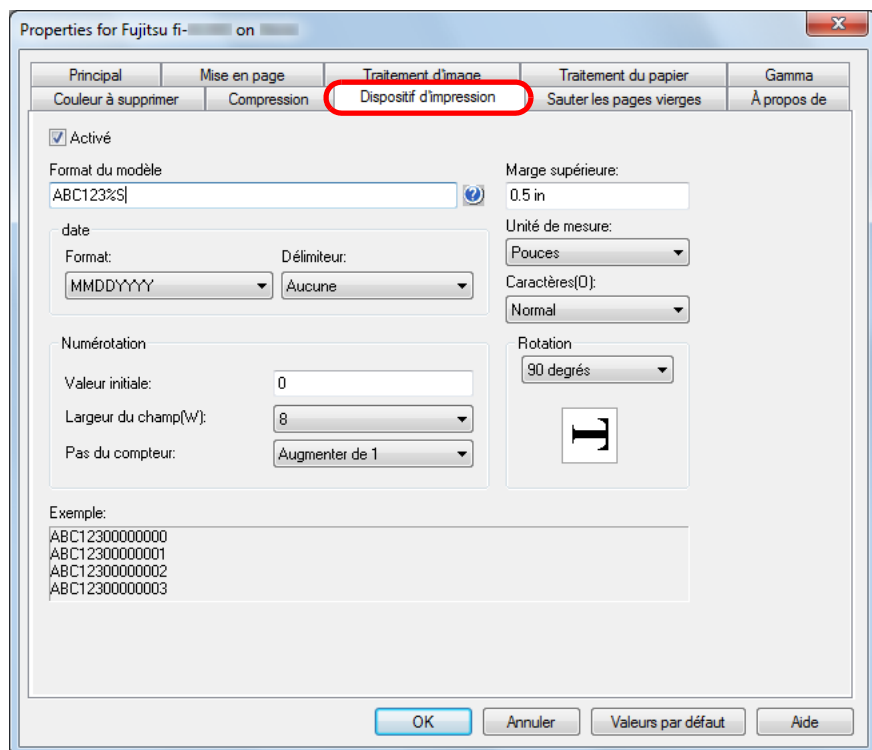 Properties for Fujitsu fi- on
Principal Mise en page Traitement d'image Traitement du papier Gamma
Couleur à supprimer Compression Dispositif d'impression Sauter les pages vierges À propos de
Activé
Format du modèle
ABC123%S
Marge supérieure:
0.5 in
date
Format: Délimiteur:
MMDDYYYY Aucune
Unité de mesure:
Pouces
Caractères(O):
Normal
Numérotation
Valeur initiale: 0
Largeur du champ(W): 8
Pas du compteur: Augmenter de 1
Rotation
90 degrés
T
Exemple:
ABC12300000000
ABC12300000001
ABC12300000002
ABC12300000003
OK Annuler Valeurs par défaut Aide